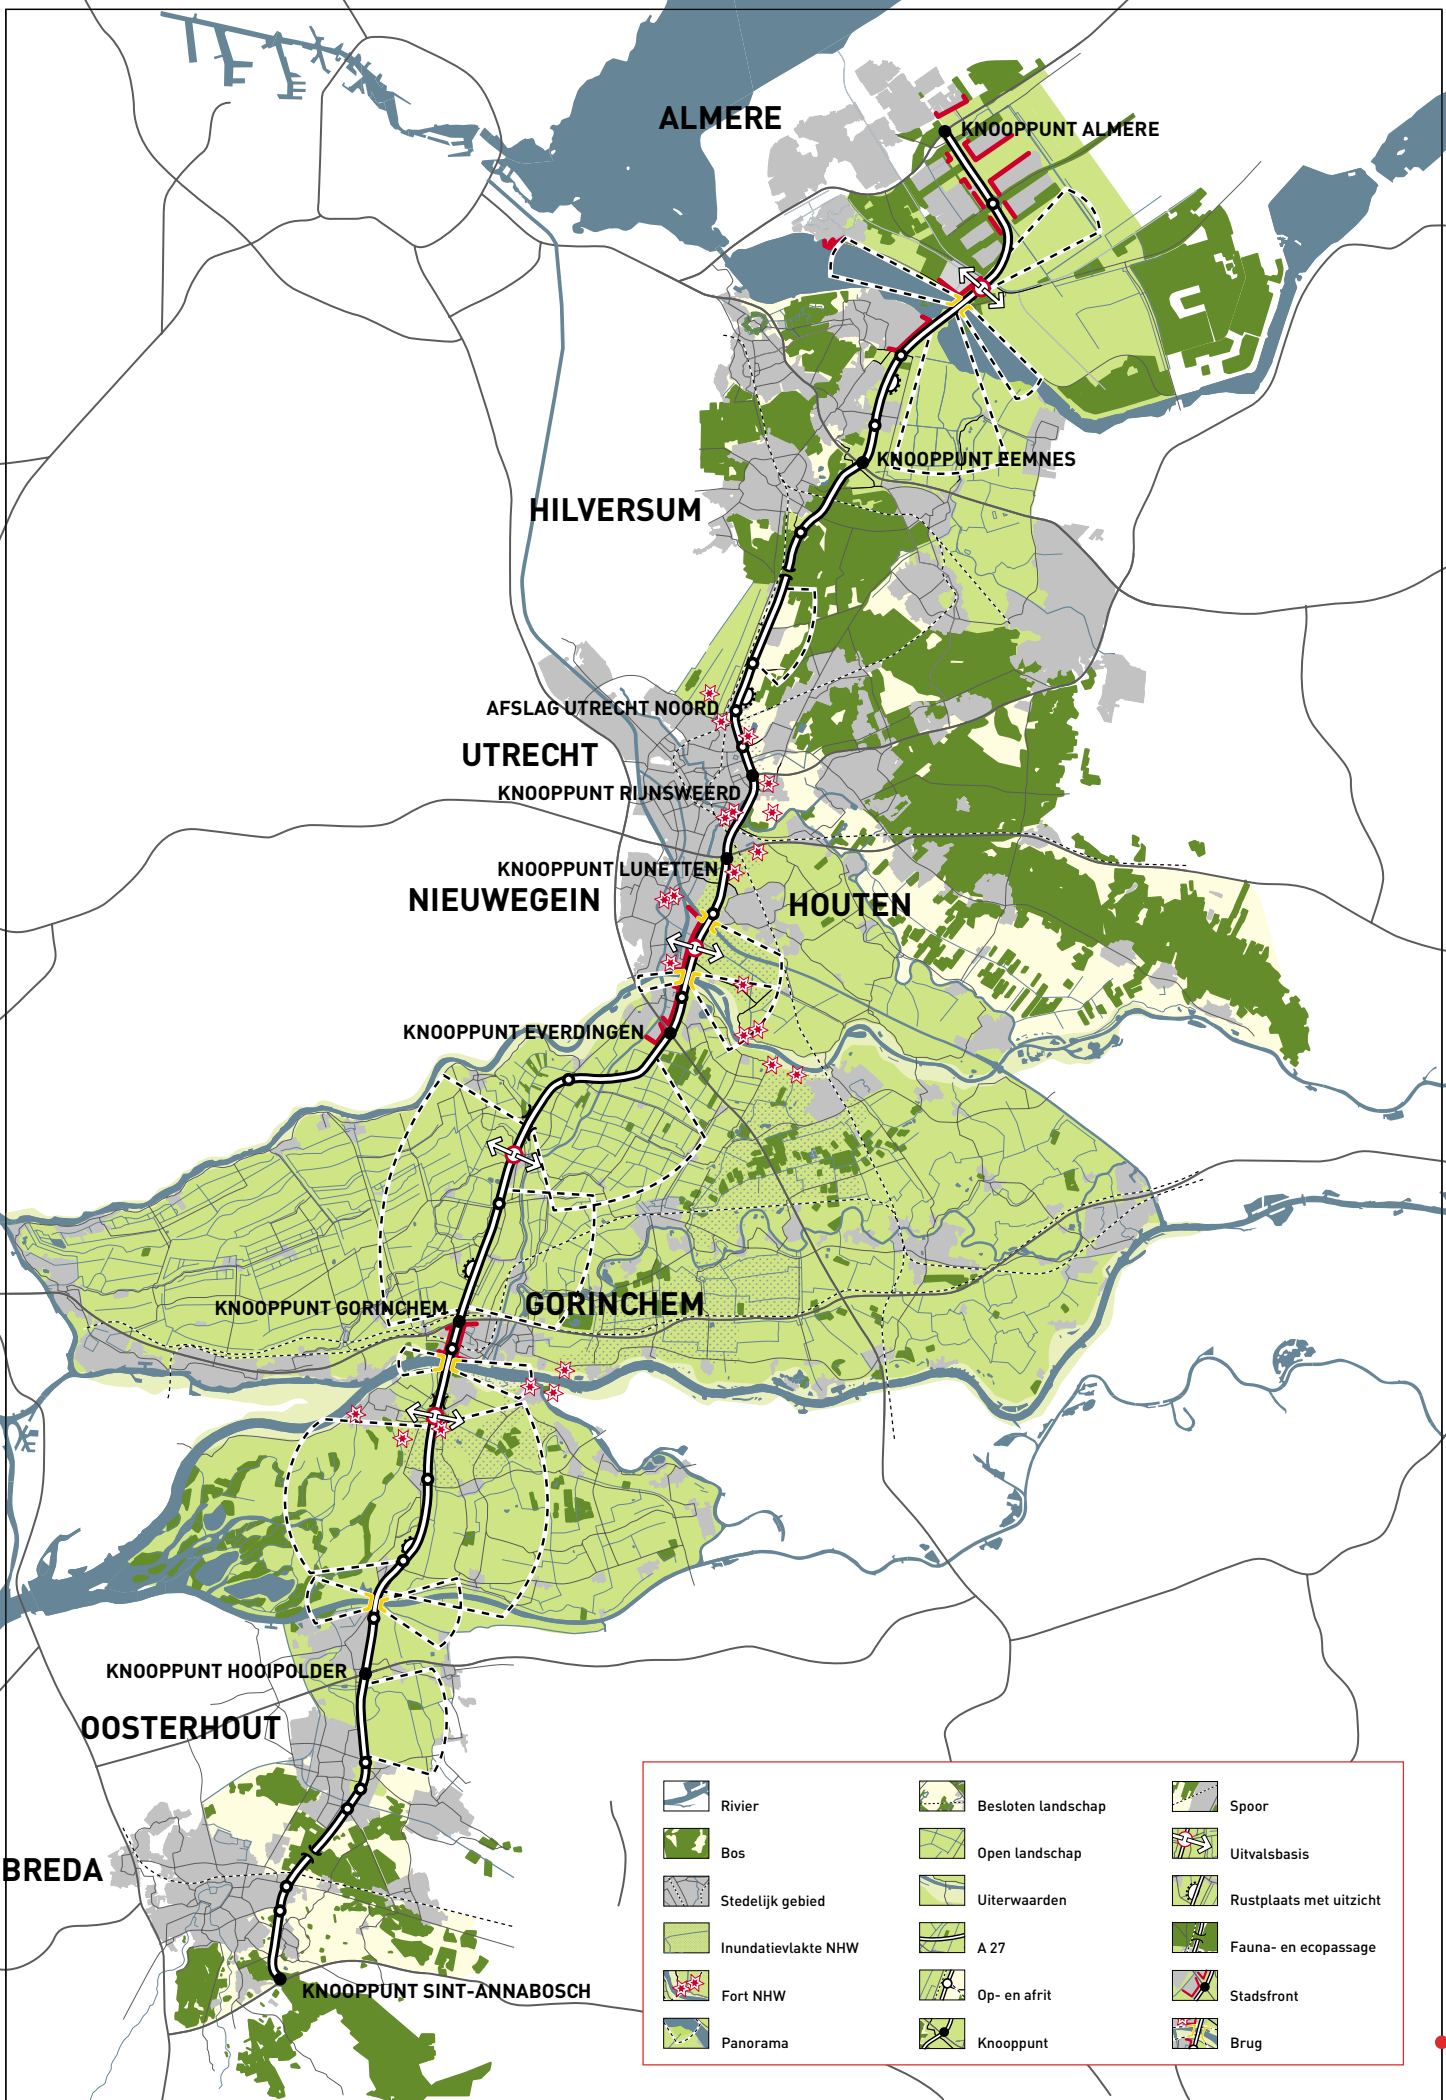 ALMERE
KNOOPPUNT ALMERE
KNOOPPUNT EEMNES
HILVERSUM
AFSLAG UTRECHT NOORD
UTRECHT
KNOOPPUNT RIJNSWEERD
KNOOPPUNT LUNETTEN
NIEUWEGEIN
HOUTEN
KNOOPPUNT EVERDINGEN
KNOOPPUNT GORINCHEM
GORINCHEM
KNOOPPUNT HOOIPOLDER
OOSTERHOUT
BREDA
KNOOPPUNT SINT-ANNABOSCH
Rivier
Bos
Stedelijk gebied
Inundatievlakte NHW
Fort NHW
Panorama
Besloten landschap
Open landschap
Uiterwaarden
A 27
Op- en afrit
Knooppunt
Spoor
Uitvalsbasis
Rustplaats met uitzicht
Fauna- en ecopassage
Stadsfront
Brug